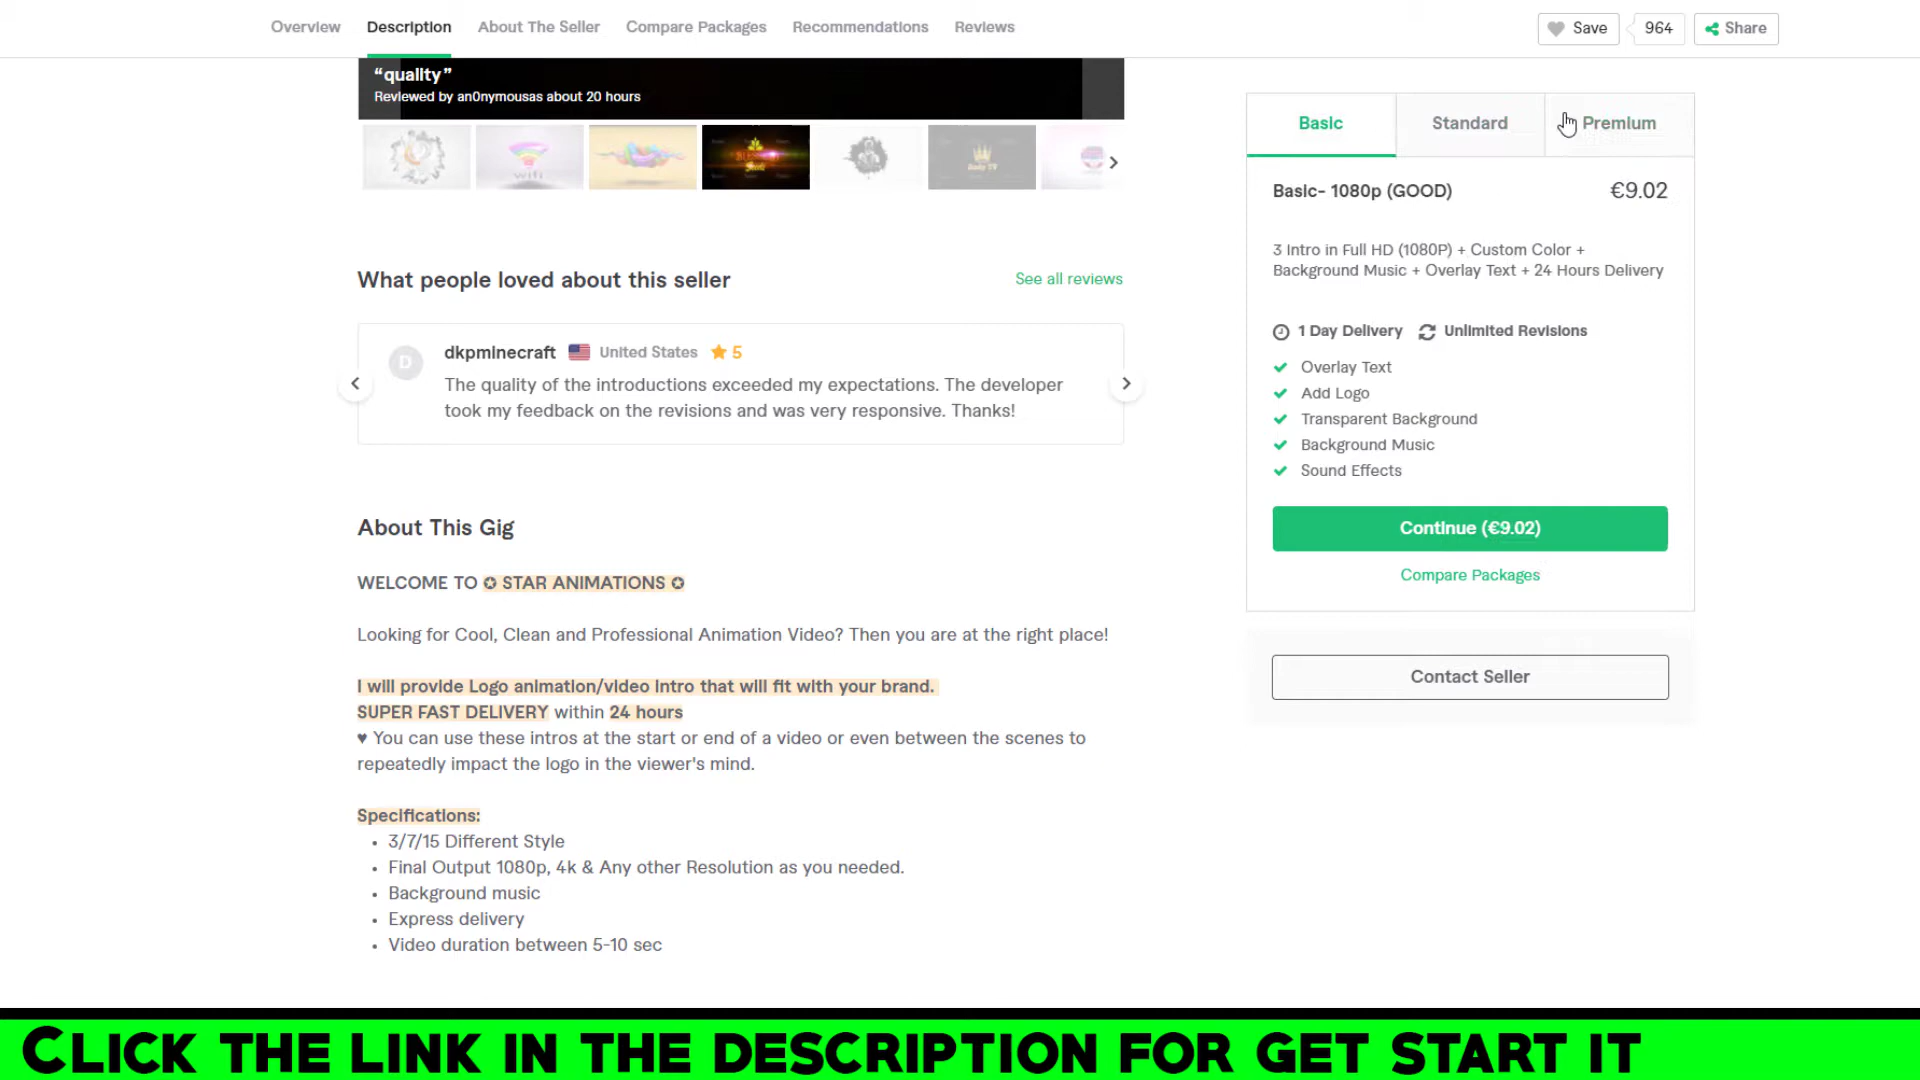 Overview Description About The Seller Compare Packages Recommendations Reviews Save 964 Share
“quality”
Reviewed by an0nymousas about 20 hours
Basic Standard Premium
Basic- 1080p (GOOD) €9.02
3 Intro in Full HD (1080P) + Custom Color +
Background Music + Overlay Text + 24 Hours Delivery
1 Day Delivery Unlimited Revisions
Overlay Text
Add Logo
Transparent Background
Background Music
Sound Effects
Continue (€9.02)
Compare Packages
Contact Seller
What people loved about this seller See all reviews
D
dkpminecraft United States 5
The quality of the introductions exceeded my expectations. The developer
took my feedback on the revisions and was very responsive. Thanks!
About This Gig
WELCOME TO ✪ STAR ANIMATIONS ✪
Looking for Cool, Clean and Professional Animation Video? Then you are at the right place!
I will provide Logo animation/video intro that will fit with your brand.
SUPER FAST DELIVERY within 24 hours
♥ You can use these intros at the start or end of a video or even between the scenes to
repeatedly impact the logo in the viewer's mind.
Specifications:
• 3/7/15 Different Style
• Final Output 1080p, 4k & Any other Resolution as you needed.
• Background music
• Express delivery
• Video duration between 5-10 sec
CLICK THE LINK IN THE DESCRIPTION FOR GET START IT